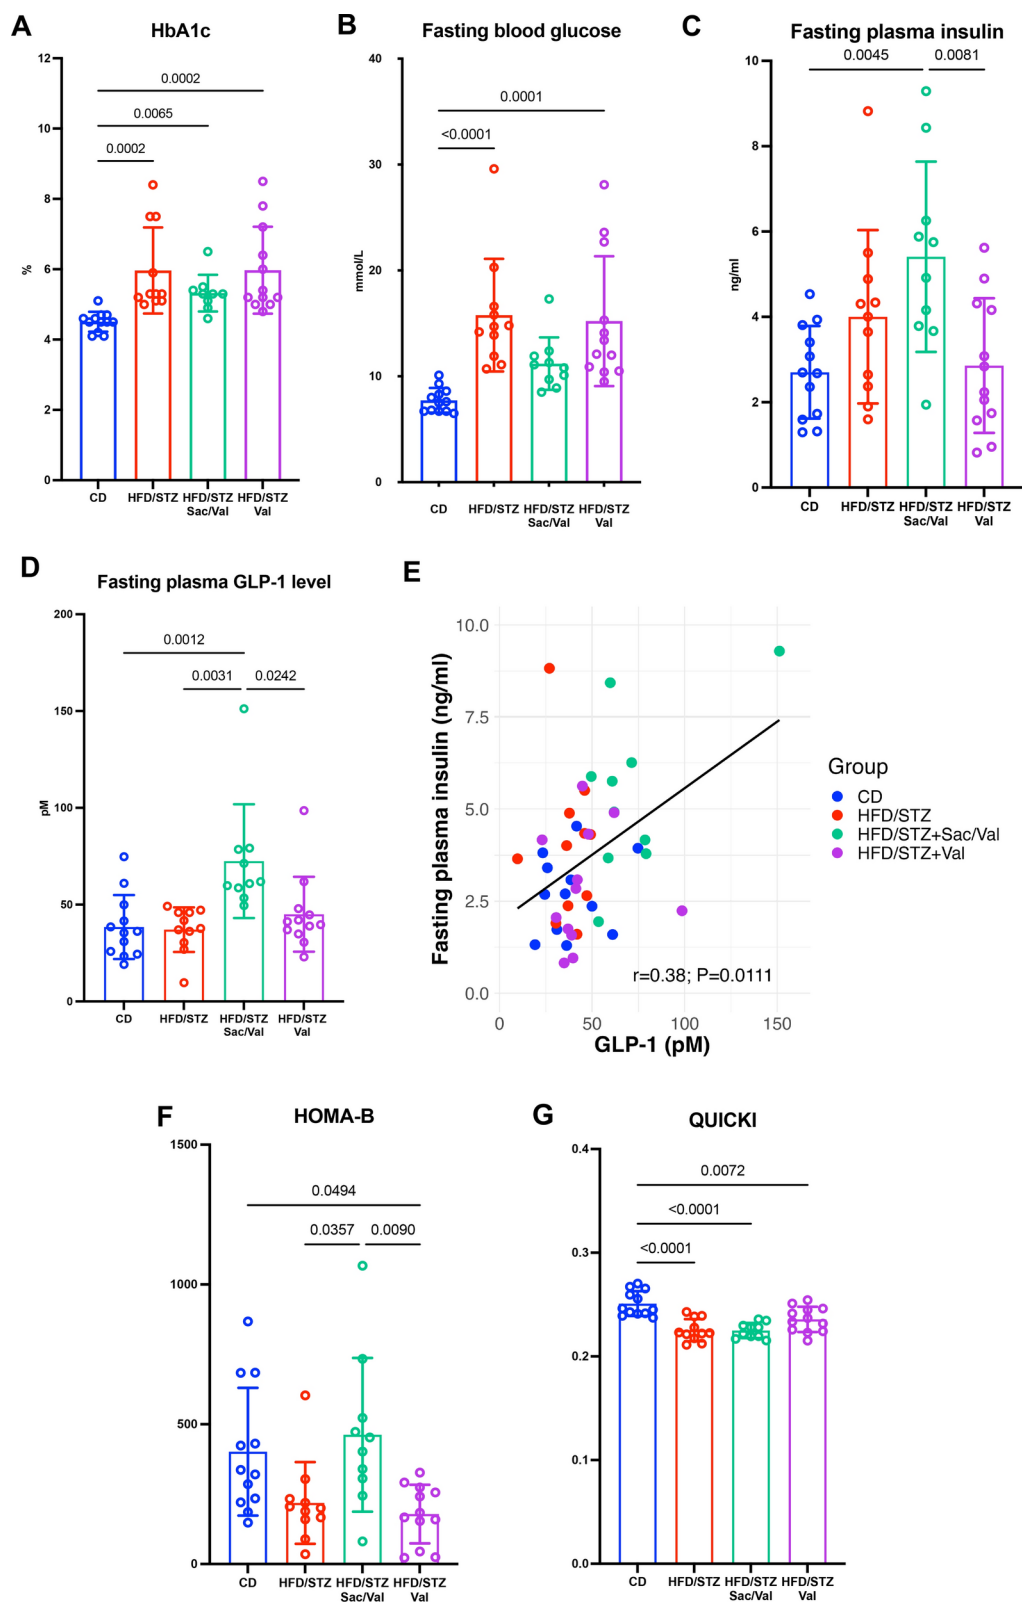 A
HbA1c
12
10
8
6
4
2
0
%
0.0002
0.0065
0.0002
CD
HFD/STZ
HFD/STZ
Sac/Val
HFD/STZ
Val
B
Fasting blood glucose
40
30
20
10
0
mmol/L
0.0001
<0.0001
CD
HFD/STZ
HFD/STZ
Sac/Val
HFD/STZ
Val
C
Fasting plasma insulin
10
8
6
4
2
0
ng/ml
0.0045
0.0081
CD
HFD/STZ
HFD/STZ
Sac/Val
HFD/STZ
Val
D
Fasting plasma GLP-1 level
200
150
100
50
0
pM
0.0012
0.0031
0.0242
CD
HFD/STZ
HFD/STZ
Sac/Val
HFD/STZ
Val
E
Fasting plasma insulin (ng/ml)
10.0
7.5
5.0
2.5
0.0
r=0.38; P=0.0111
0
50
100
150
GLP-1 (pM)
Group
CD
HFD/STZ
HFD/STZ+Sac/Val
HFD/STZ+Val
F
HOMA-B
1500
1000
500
0
0.0494
0.0357
0.0090
CD
HFD/STZ
HFD/STZ
Sac/Val
HFD/STZ
Val
G
QUICKI
0.4
0.3
0.2
0.1
0.0
0.0072
<0.0001
<0.0001
CD
HFD/STZ
HFD/STZ
Sac/Val
HFD/STZ
Val